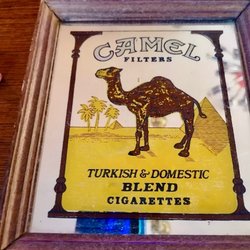 CAMEL
FILTERS
TURKISH & DOMESTIC
BLEND
CIGARETTES